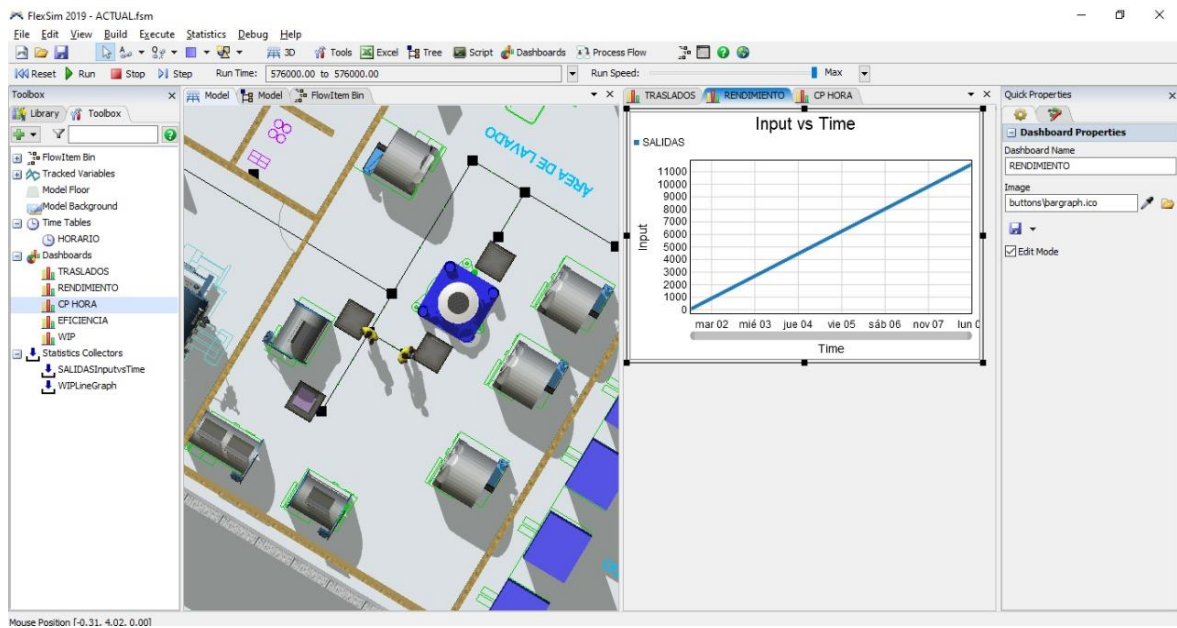 FlexSim 2019 - ACTUAL.fsm
File Edit View Build Execute Statistics Debug Help
3D Tools Excel Tree Script Dashboards Process Flow
Reset Run Stop Step Run Time: 576000.00 to 576000.00 Run Speed: Max
Toolbox
Library Toolbox
FlowItem Bin
Tracked Variables
Model Floor
Model Background
Time Tables
HORARIO
Dashboards
TRASLADOS
RENDIMIENTO
CP HORA
EFICIENCIA
WIP
Statistics Collectors
SALIDASInputvsTime
WIPLineGraph
Model Model FlowItem Bin
ÁREA DE LAVADO
TRASLADOS RENDIMIENTO CP HORA
Input vs Time
SALIDAS
11000
10000
9000
8000
7000
6000
5000
4000
3000
2000
1000
0
Input
mar 02 mié 03 jue 04 vie 05 sáb 06 nov 07 lun
Time
Quick Properties
Dashboard Properties
Dashboard Name
RENDIMIENTO
Image
buttons\bargraph.ico
Edit Mode
Mouse Position [-0.31, 4.02, 0.00]